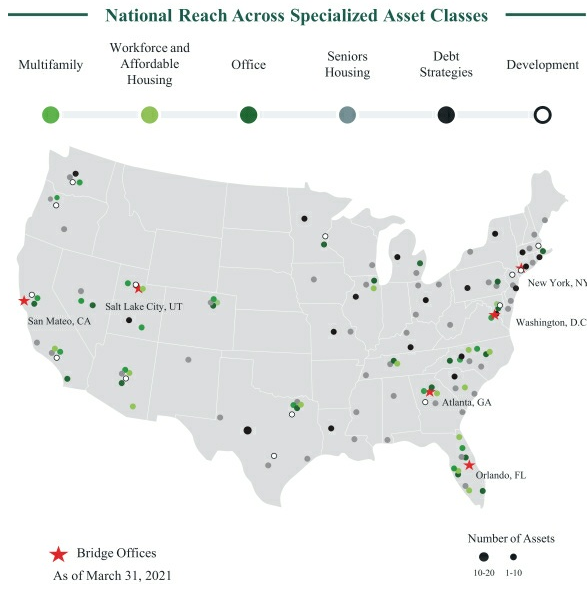 National Reach Across Specialized Asset Classes
Multifamily
Workforce and
Affordable
Housing
Office
Seniors
Housing
Debt
Strategies
Development
New York, NY
Salt Lake City, UT
San Mateo, CA
Washington, D.C
Atlanta, GA
Orlando, FL
Bridge Offices
As of March 31, 2021
Number of Assets
10-20 1-10